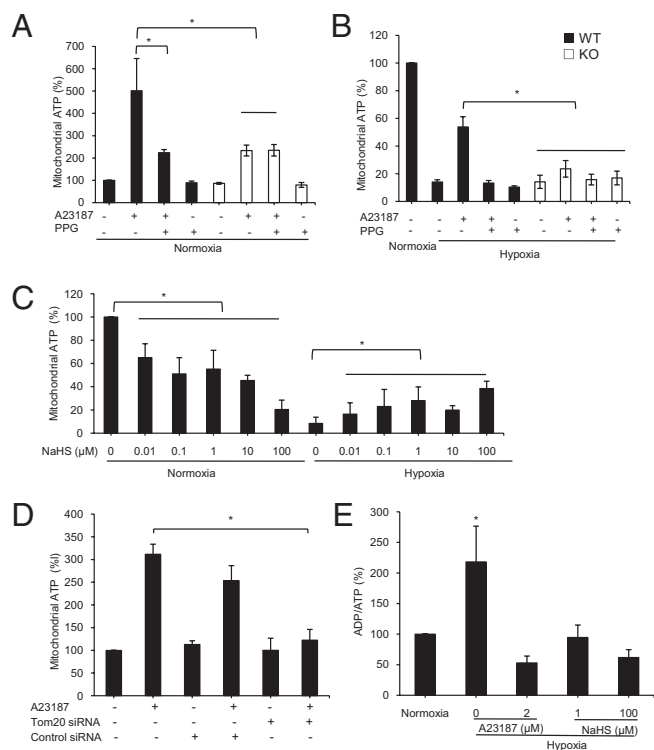 A
*
*
Mitochondrial ATP (%)
700
600
500
400
300
200
100
0
A23187 - + + - - + + -
PPG - - + + - - + +
Normoxia
B
WT
KO
*
Mitochondrial ATP (%)
120
100
80
60
40
20
0
A23187 - - + + - - + + -
PPG - - - + + - - + +
Normoxia Hypoxia
C
*
*
Mitochondrial ATP (%)
120
100
80
60
40
20
0
NaHS (µM) 0 0.01 0.1 1 10 100 0 0.01 0.1 1 10 100
Normoxia Hypoxia
D
*
Mitochondrial ATP (%l)
400
350
300
250
200
150
100
50
0
A23187 - + - + - +
Tom20 siRNA - - - - + +
Control siRNA - - + + - -
E
*
ADP/ATP (%)
300
250
200
150
100
50
0
Normoxia 0 2 1 100
A23187 (µM) NaHS (µM)
Hypoxia